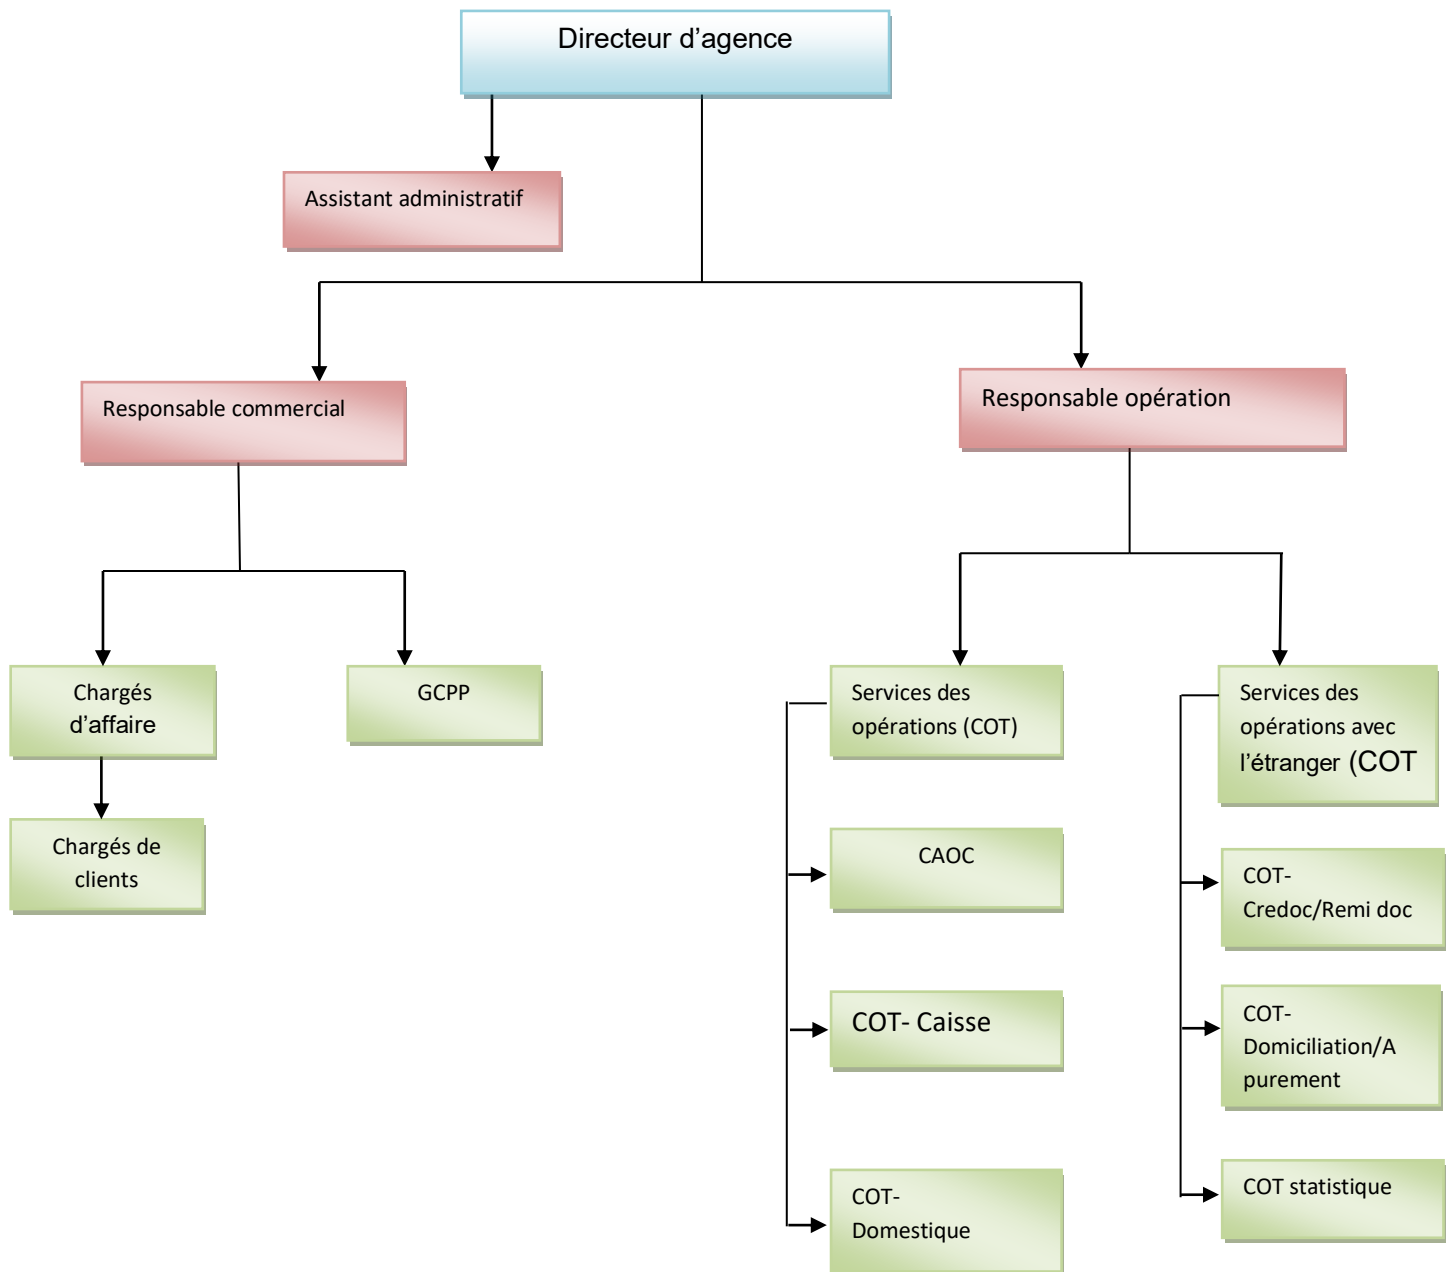 Directeur d’agence
Assistant administratif
Responsable commercial
Responsable opération
Chargés
d’affaire
GCPP
Services des
opérations (COT)
Services des
opérations avec
l’étranger (COT
Chargés de
clients
CAOC
COT-
Credoc/Remi doc
COT- Caisse
COT-
Domiciliation/A
purement
COT-
Domestique
COT statistique